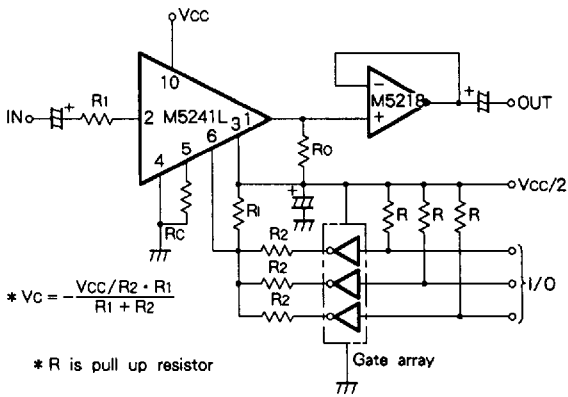 VCC
10
IN + R1 2 M5241L 1
3
6
5
4
RC
RO
−
M5218
+
+ OUT
+
VCC/2
RI
R R R
R2
R2
R2
I/O
* VC = − VCC/R2 · R1
R1 + R2
Gate array
* R is pull up resistor